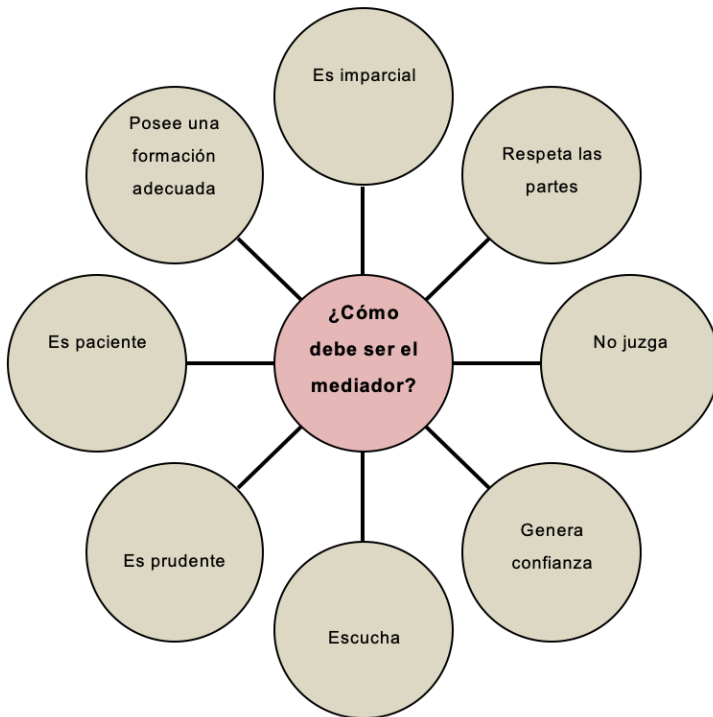 ¿Cómo
debe ser el
mediador?
Es imparcial
Respeta las
partes
No juzga
Genera
confianza
Escucha
Es prudente
Es paciente
Posee una
formación
adecuada